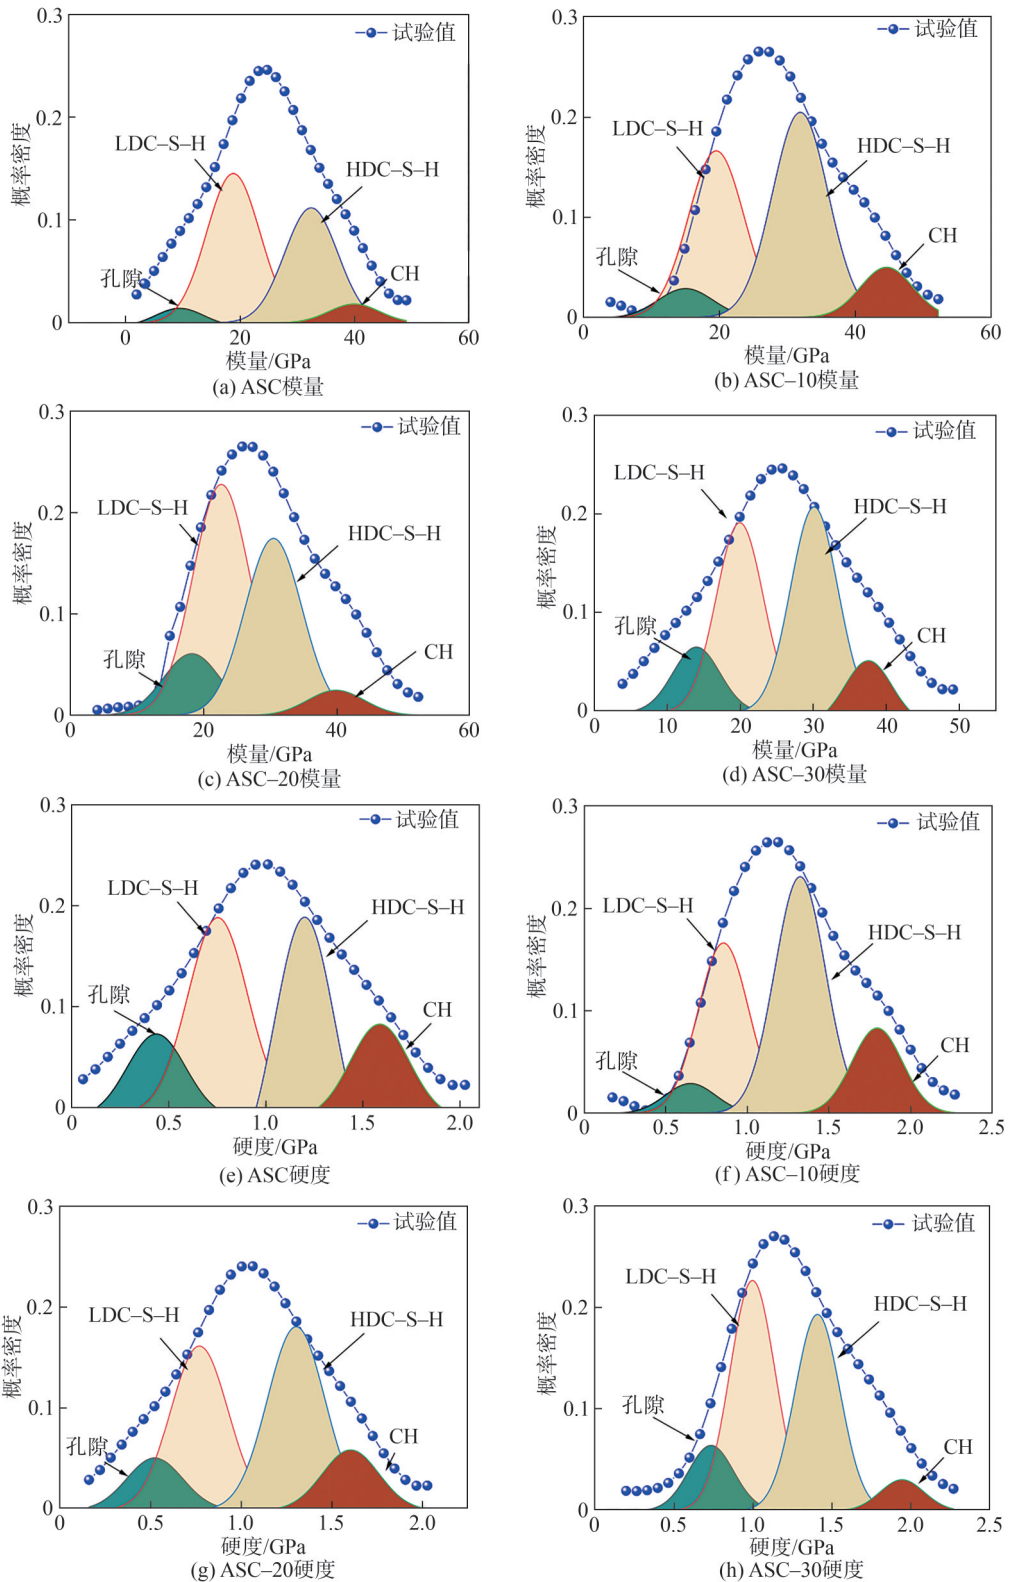 0.3
试验值
0.2
LDC–S–H
HDC–S–H
0.1
孔隙
CH
0
0
20
40
60
概率密度
模量/GPa
(a) ASC模量
0.3
试验值
0.2
LDC–S–H
HDC–S–H
0.1
CH
孔隙
0
0
20
40
60
概率密度
模量/GPa
(b) ASC–10模量
0.3
试验值
0.2
LDC–S–H
HDC–S–H
0.1
孔隙
CH
0
0
20
40
60
概率密度
模量/GPa
(c) ASC–20模量
0.3
试验值
LDC–S–H
0.2
HDC–S–H
0.1
孔隙
CH
0
0
10
20
30
40
50
概率密度
模量/GPa
(d) ASC–30模量
0.3
试验值
LDC–S–H
0.2
HDC–S–H
孔隙
0.1
CH
0
0
0.5
1.0
1.5
2.0
概率密度
硬度/GPa
(e) ASC硬度
0.3
试验值
0.2
LDC–S–H
HDC–S–H
0.1
孔隙
CH
0
0
0.5
1.0
1.5
2.0
2.5
概率密度
硬度/GPa
(f) ASC–10硬度
0.3
试验值
0.2
LDC–S–H
HDC–S–H
0.1
孔隙
CH
0
0
0.5
1.0
1.5
2.0
概率密度
硬度/GPa
(g) ASC–20硬度
0.3
试验值
LDC–S–H
0.2
HDC–S–H
孔隙
0.1
CH
0
0
0.5
1.0
1.5
2.0
2.5
概率密度
硬度/GPa
(h) ASC–30硬度